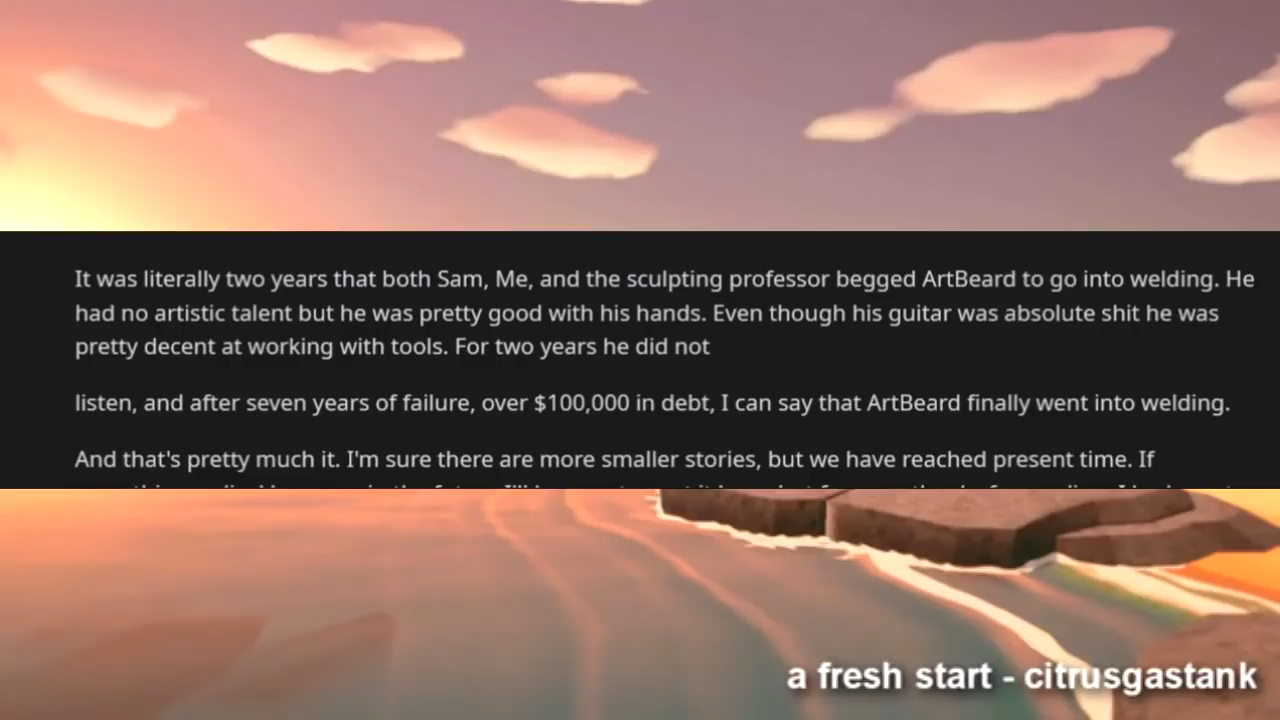 It was literally two years that both Sam, Me, and the sculpting professor begged ArtBeard to go into welding. He
had no artistic talent but he was pretty good with his hands. Even though his guitar was absolute shit he was
pretty decent at working with tools. For two years he did not
listen, and after seven years of failure, over $100,000 in debt, I can say that ArtBeard finally went into welding.
And that's pretty much it. I'm sure there are more smaller stories, but we have reached present time. If
a fresh start - citrusgastank